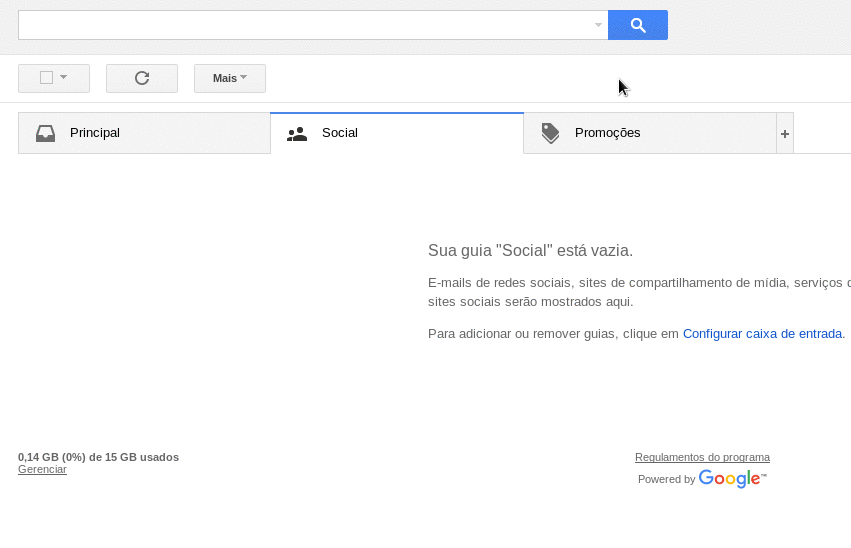 Mais
Principal
Social
Promoções
+
Sua guia "Social" está vazia.
E-mails de redes sociais, sites de compartilhamento de mídia, serviços
sites sociais serão mostrados aqui.
Para adicionar ou remover guias, clique em Configurar caixa de entrada.
0,14 GB (0%) de 15 GB usados
Gerenciar
Regulamentos do programa
Powered by Google™